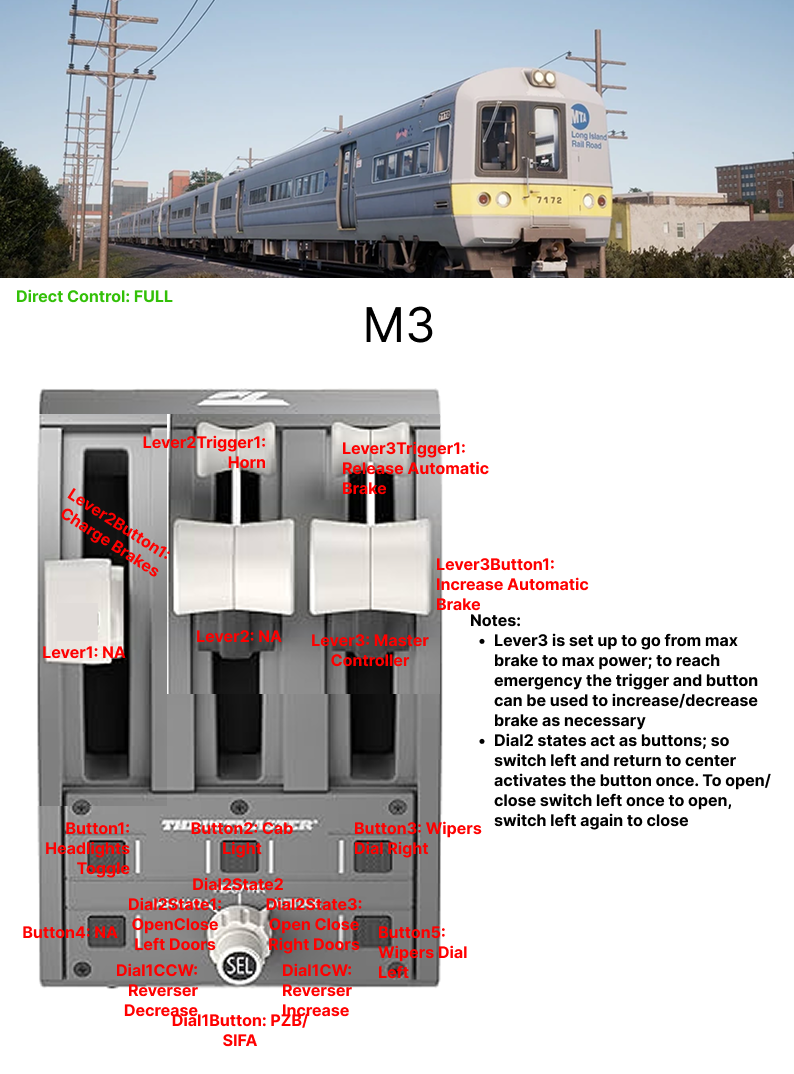 7172
MTA
Long Island
Rail Road
7172
Direct Control: FULL
M3
Lever2Trigger1:
Horn
Lever3Trigger1:
Release Automatic
Brake
Lever2Button1:
Charge Brakes
Lever3Button1:
Increase Automatic
Brake
Lever1: NA
Lever2: NA
Lever3: Master
Controller
Notes:
• Lever3 is set up to go from max
brake to max power; to reach
emergency the trigger and button
can be used to increase/decrease
brake as necessary
• Dial2 states act as buttons; so
switch left and return to center
activates the button once. To open/
close switch left once to open,
switch left again to close
Button1:
Headlights
Toggle
Button2: Cab
Light
Button3: Wipers
Dial Right
Dial2State2
Dial2State1:
OpenClose
Left Doors
Dial2State3:
Open Close
Right Doors
Button4: NA
Button5:
Wipers Dial
Left
SEL
Dial1CCW:
Reverser
Decrease
Dial1CW:
Reverser
Increase
Dial1Button: PZB/
SIFA